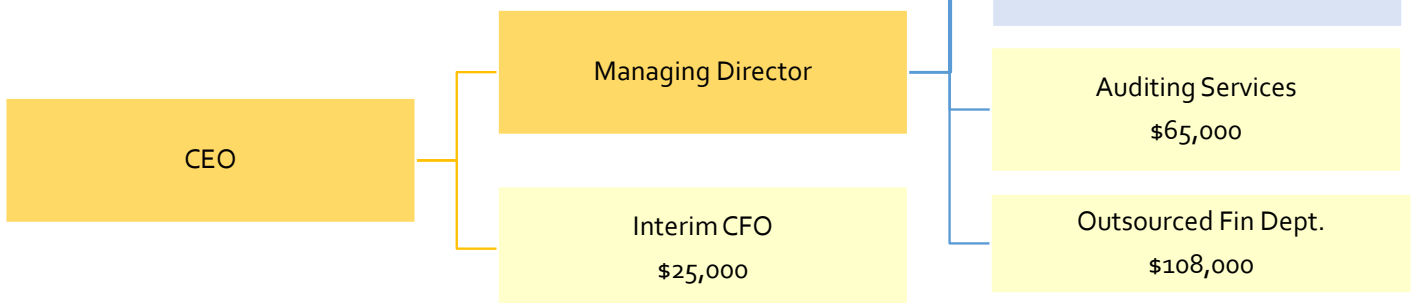 CEO
Managing Director
Interim CFO
$25,000
Auditing Services
$65,000
Outsourced Fin Dept.
$108,000